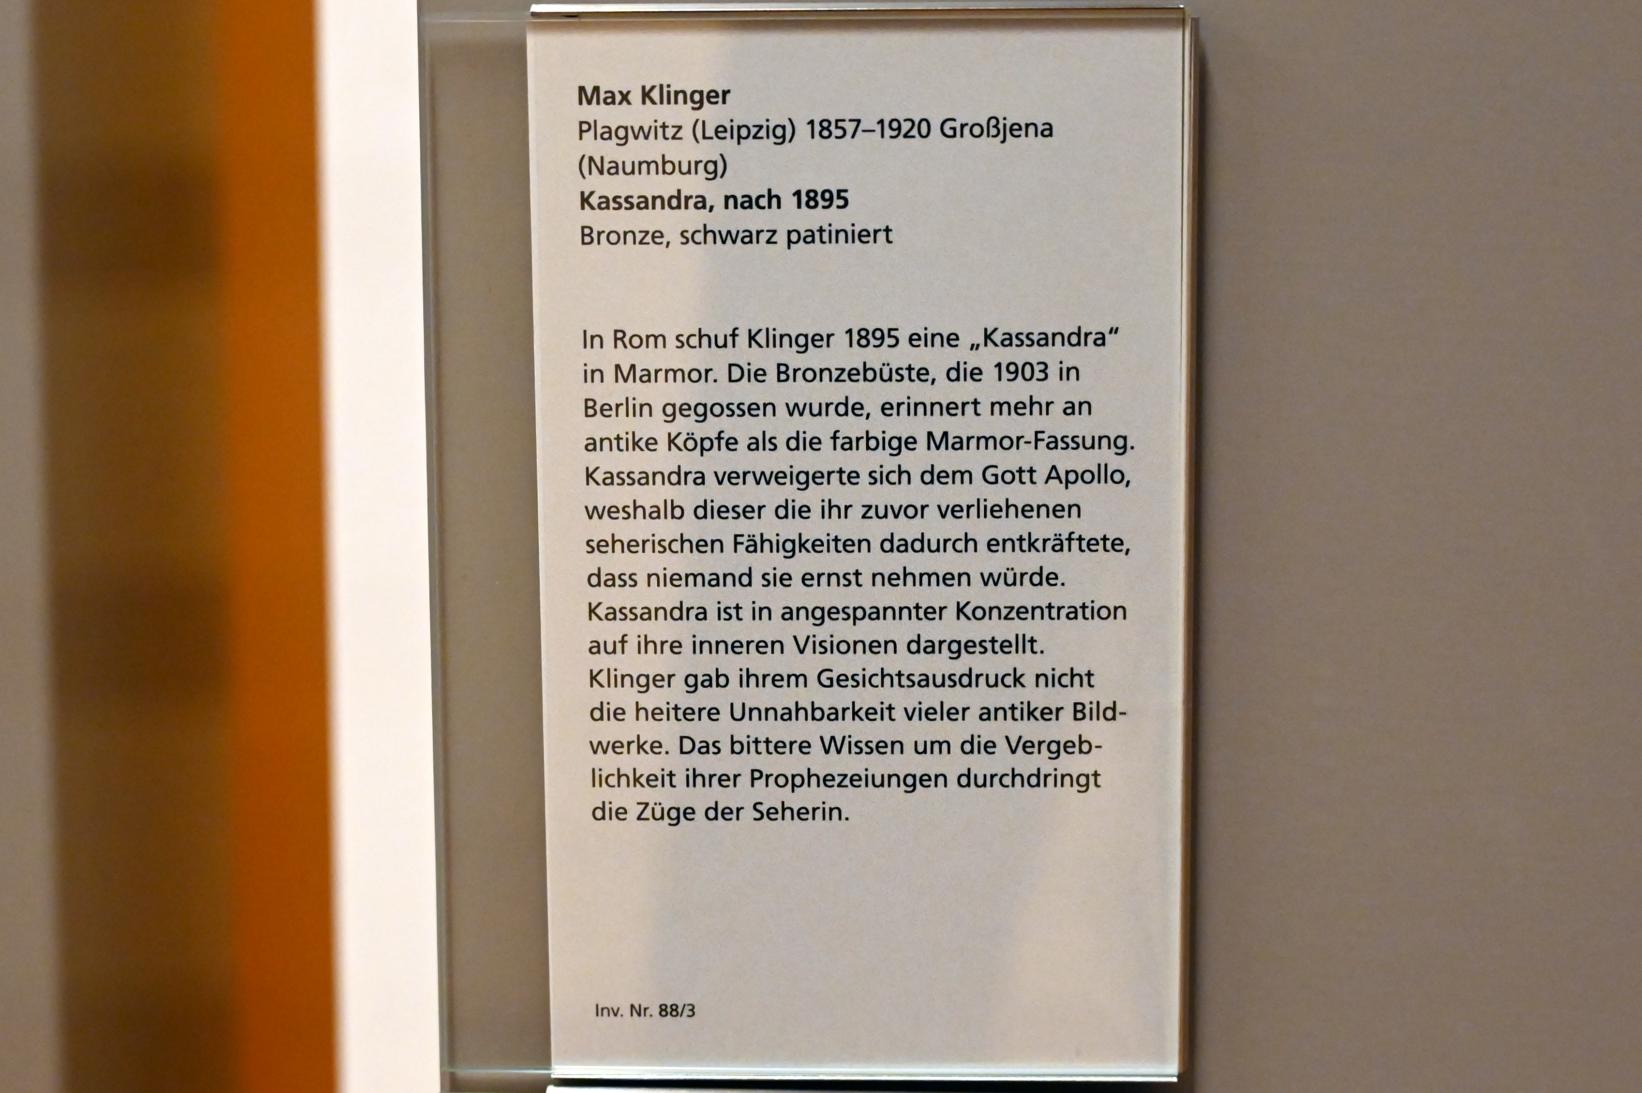 Max Klinger
Plagwitz (Leipzig) 1857–1920 Großjena
(Naumburg)
Kassandra, nach 1895
Bronze, schwarz patiniert
In Rom schuf Klinger 1895 eine „Kassandra“
in Marmor. Die Bronzebüste, die 1903 in
Berlin gegossen wurde, erinnert mehr an
antike Köpfe als die farbige Marmor-Fassung.
Kassandra verweigerte sich dem Gott Apollo,
weshalb dieser die ihr zuvor verliehenen
seherischen Fähigkeiten dadurch entkräftete,
dass niemand sie ernst nehmen würde.
Kassandra ist in angespannter Konzentration
auf ihre inneren Visionen dargestellt.
Klinger gab ihrem Gesichtsausdruck nicht
die heitere Unnahbarkeit vieler antiker Bild-
werke. Das bittere Wissen um die Vergeb-
lichkeit ihrer Prophezeiungen durchdringt
die Züge der Seherin.
Inv. Nr. 88/3